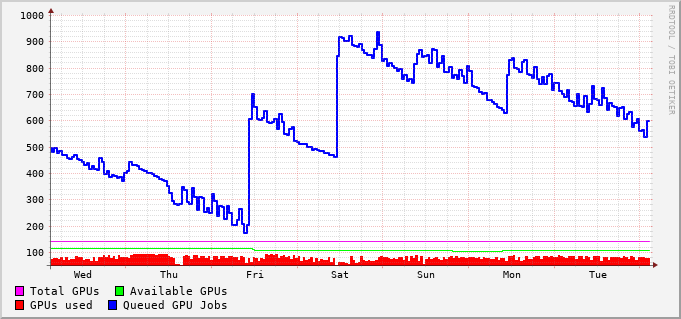 1000
900
800
700
600
500
400
300
200
100
Wed Thu Fri Sat Sun Mon Tue
Total GPUs Available GPUs
GPUs used Queued GPU Jobs
RRDTOOL / TOBI OETIKER